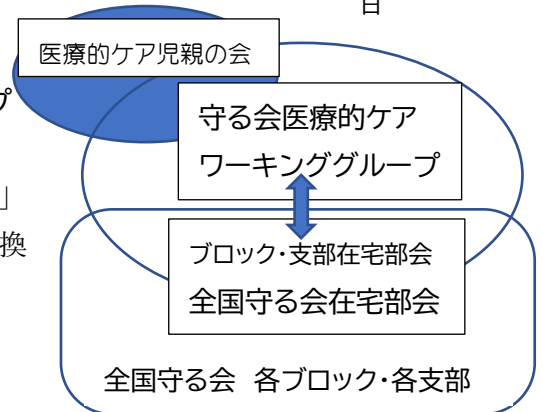 日
医療的ケア児親の会
プ
守る会医療的ケア
ワーキンググループ
」
換
ブロック・支部在宅部会
全国守る会在宅部会
全国守る会 各ブロック・各支部